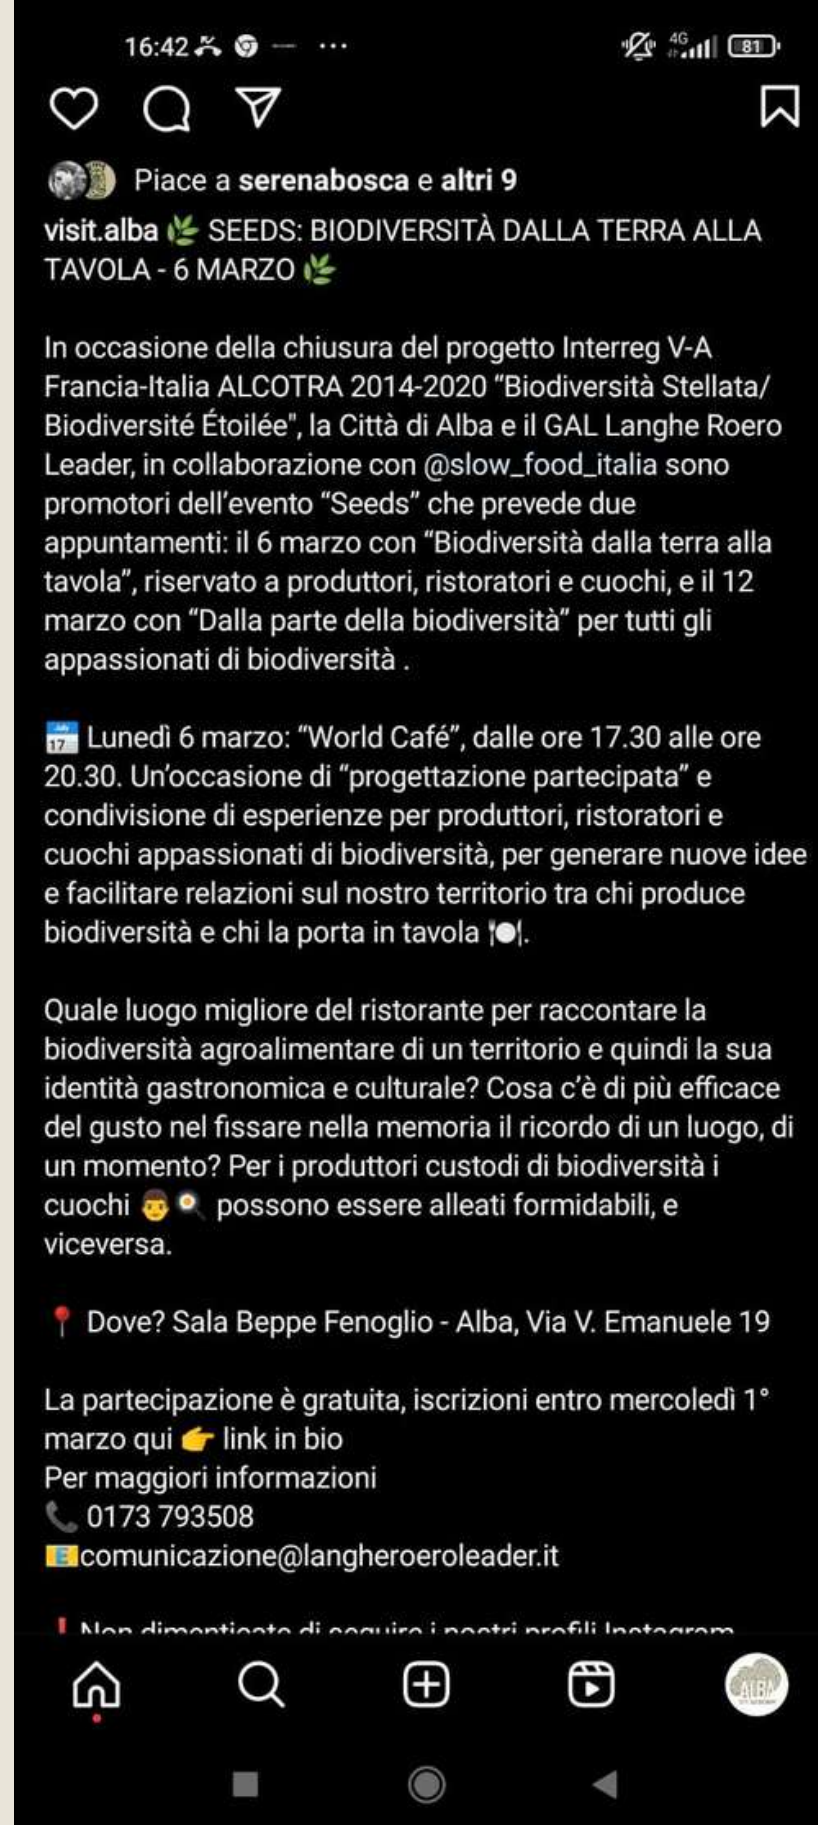 16:42
4G
81
Piace a serenabosca e altri 9
visit.alba 🌿 SEEDS: BIODIVERSITÀ DALLA TERRA ALLA
TAVOLA - 6 MARZO 🌿
In occasione della chiusura del progetto Interreg V-A
Francia-Italia ALCOTRA 2014-2020 “Biodiversità Stellata/
Biodiversité Étoilée", la Città di Alba e il GAL Langhe Roero
Leader, in collaborazione con @slow_food_italia sono
promotori dell’evento “Seeds” che prevede due
appuntamenti: il 6 marzo con “Biodiversità dalla terra alla
tavola”, riservato a produttori, ristoratori e cuochi, e il 12
marzo con “Dalla parte della biodiversità” per tutti gli
appassionati di biodiversità .
📅 Lunedì 6 marzo: “World Café”, dalle ore 17.30 alle ore
20.30. Un’occasione di “progettazione partecipata” e
condivisione di esperienze per produttori, ristoratori e
cuochi appassionati di biodiversità, per generare nuove idee
e facilitare relazioni sul nostro territorio tra chi produce
biodiversità e chi la porta in tavola 🍽.
Quale luogo migliore del ristorante per raccontare la
biodiversità agroalimentare di un territorio e quindi la sua
identità gastronomica e culturale? Cosa c’è di più efficace
del gusto nel fissare nella memoria il ricordo di un luogo, di
un momento? Per i produttori custodi di biodiversità i
cuochi 👨🍳 possono essere alleati formidabili, e
viceversa.
📍 Dove? Sala Beppe Fenoglio - Alba, Via V. Emanuele 19
La partecipazione è gratuita, iscrizioni entro mercoledì 1°
marzo qui 👉 link in bio
Per maggiori informazioni
📞 0173 793508
📧comunicazione@langheroeroleader.it
❗Non dimenticate di seguire i nostri profili Instagram
ALBA